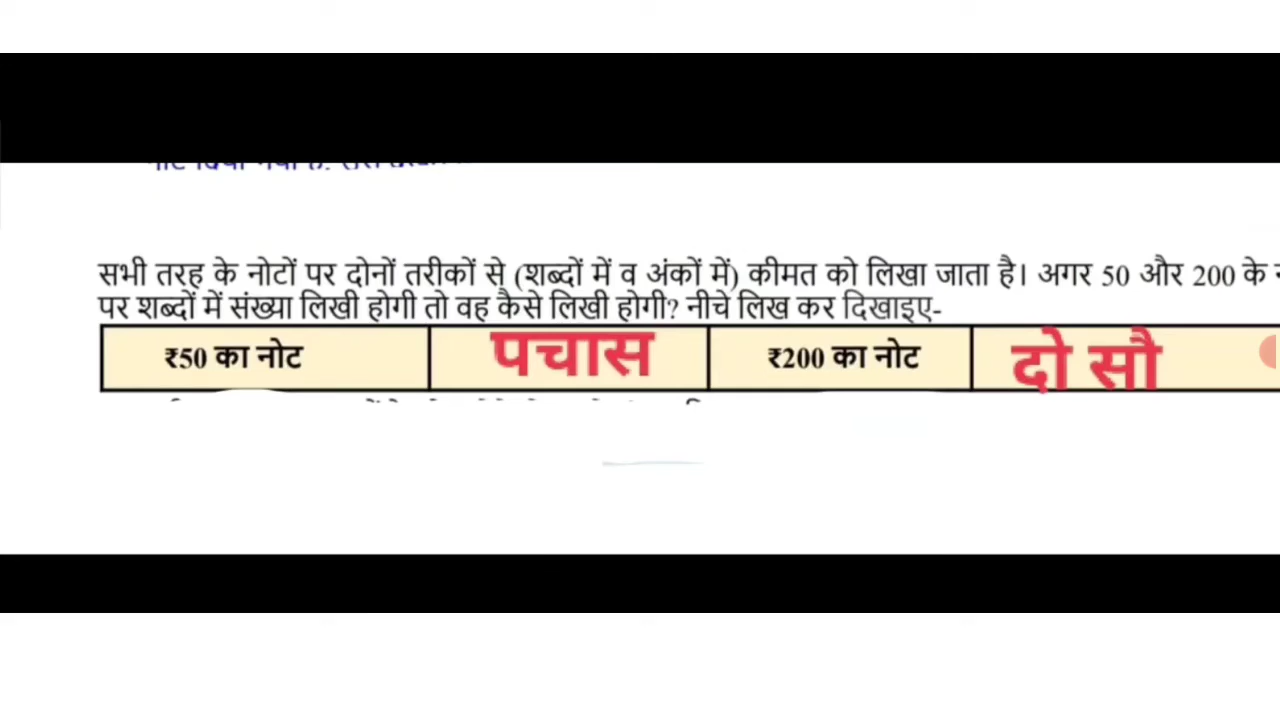 सभी तरह के नोटों पर दोनों तरीकों से (शब्दों में व अंकों में) कीमत को लिखा जाता है। अगर 50 और 200 के
पर शब्दों में संख्या लिखी होगी तो वह कैसे लिखी होगी? नीचे लिख कर दिखाइए-
₹50 का नोट पचास ₹200 का नोट दो सौ